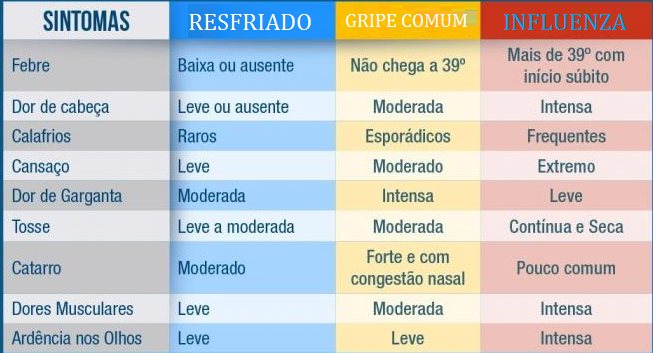 SINTOMAS RESFRIADO GRIPE COMUM INFLUENZA
Febre Baixa ou ausente Não chega a 39º Mais de 39º com
início súbito
Dor de cabeça Leve ou ausente Moderada Intensa
Calafrios Raros Esporádicos Frequentes
Cansaço Leve Moderado Extremo
Dor de Garganta Moderada Intensa Leve
Tosse Leve a moderada Moderada Contínua e Seca
Catarro Moderado Forte e com
congestão nasal Pouco comum
Dores Musculares Leve Moderada Intensa
Ardência nos Olhos Leve Leve Intensa